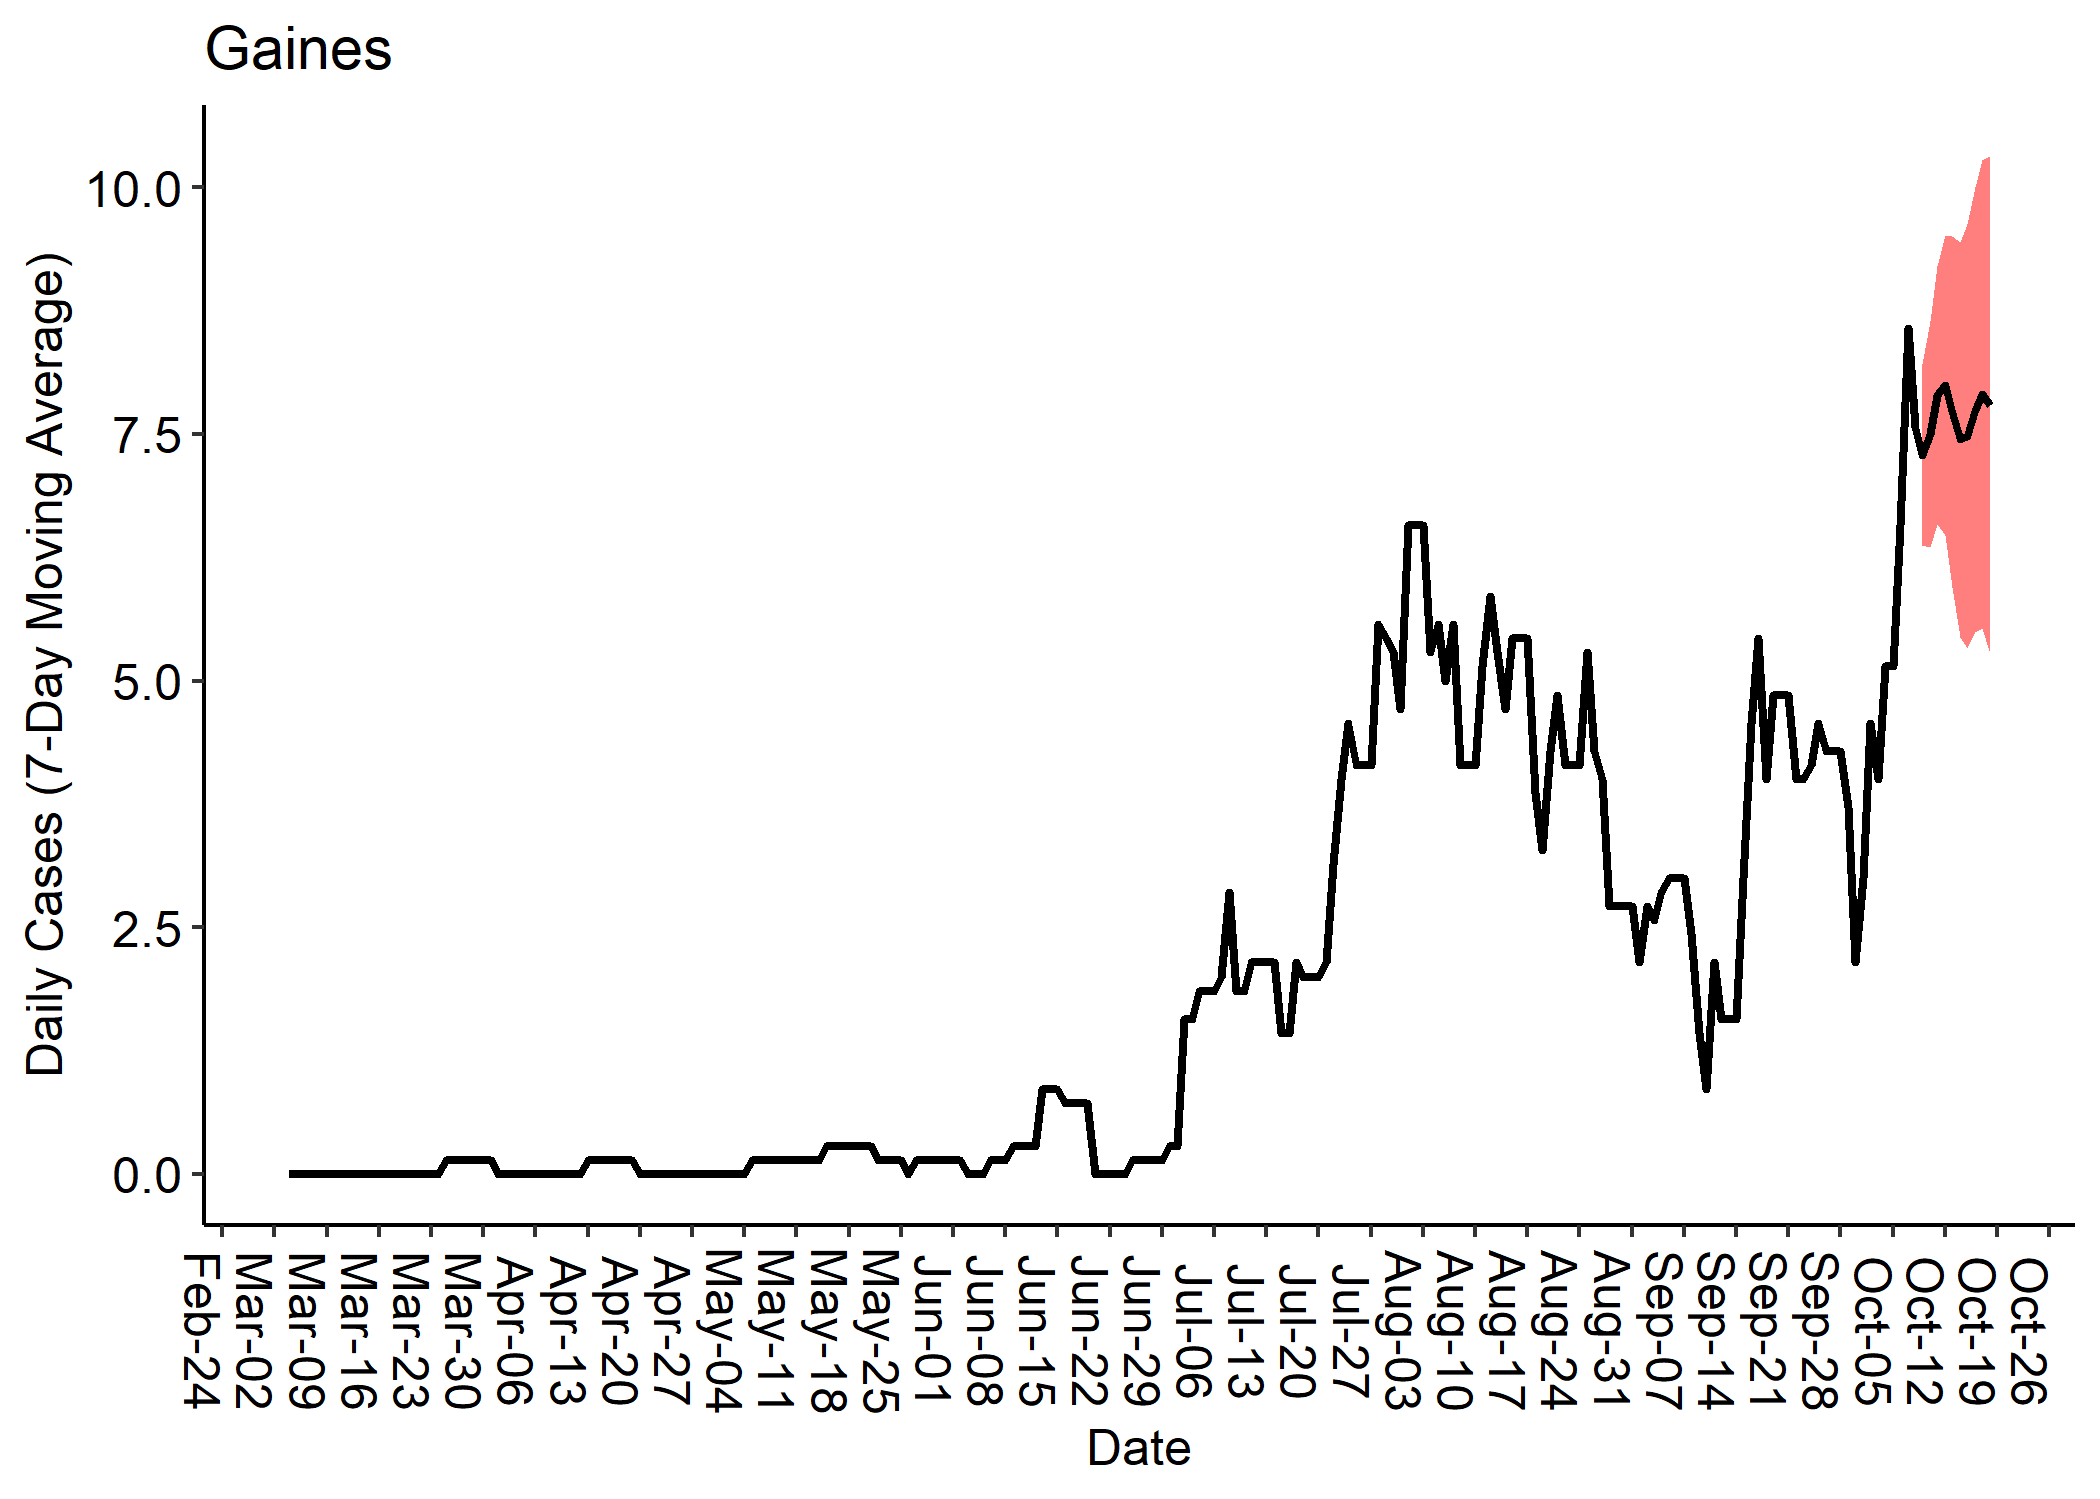 Gaines
Daily Cases (7-Day Moving Average)
10.0
7.5
5.0
2.5
0.0
Feb-24
Mar-02
Mar-09
Mar-16
Mar-23
Mar-30
Apr-06
Apr-13
Apr-20
Apr-27
May-04
May-11
May-18
May-25
Jun-01
Jun-08
Jun-15
Jun-22
Jun-29
Jul-06
Jul-13
Jul-20
Jul-27
Aug-03
Aug-10
Aug-17
Aug-24
Aug-31
Sep-07
Sep-14
Sep-21
Sep-28
Oct-05
Oct-12
Oct-19
Oct-26
Date